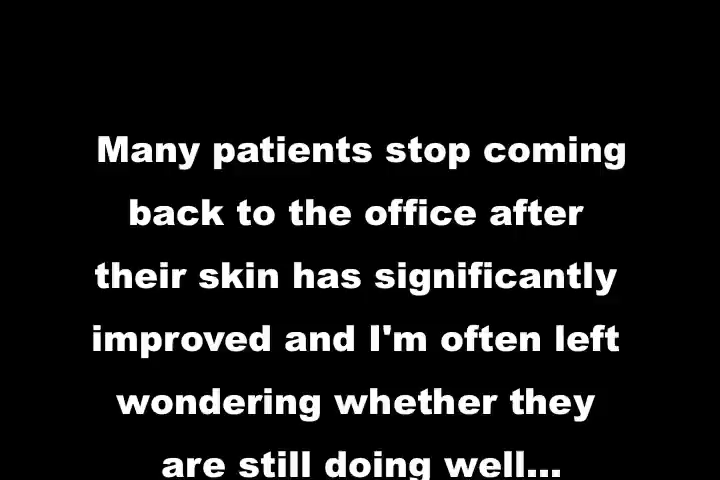 Many patients stop coming
back to the office after
their skin has significantly
improved and I'm often left
wondering whether they
are still doing well...